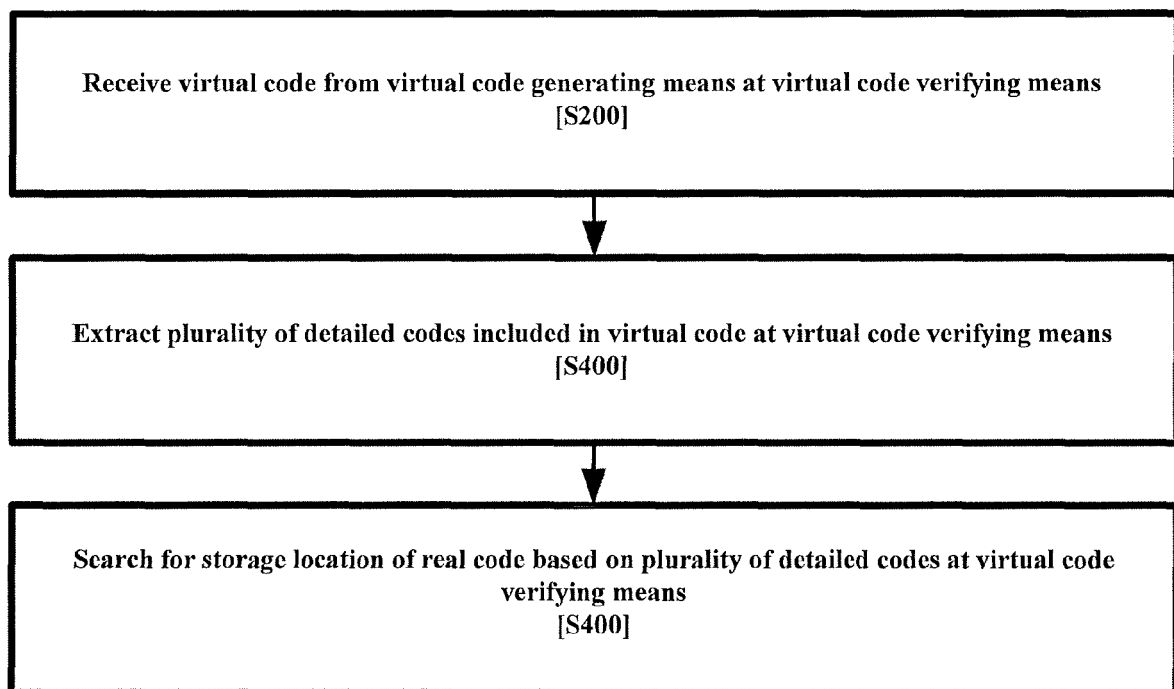 Receive virtual code from virtual code generating means at virtual code verifying means
[S200]
Extract plurality of detailed codes included in virtual code at virtual code verifying means
[S400]
Search for storage location of real code based on plurality of detailed codes at virtual code
verifying means
[S400]